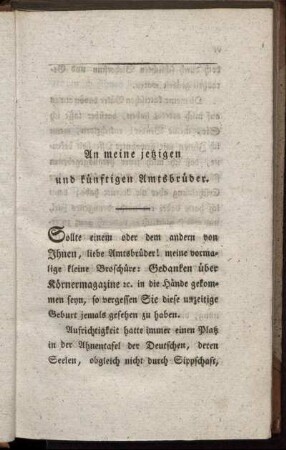 An meine jetzigen
und künftigen Amtsbrüder.
Sollte einem oder dem andern von
Ihnen, liebe Amtsbrüder! meine vorma-
lige kleine Broschüre: Gedanken über
Körnermagazine ꝛc. in die Hände gekom-
men seyn, so vergessen Sie diese unzeitige
Geburt jemals gesehen zu haben.
Aufrichtigkeit hatte immer einen Platz
in der Ahnentafel der Deutschen, deren
Seelen, obgleich nicht durch Sippschaft,